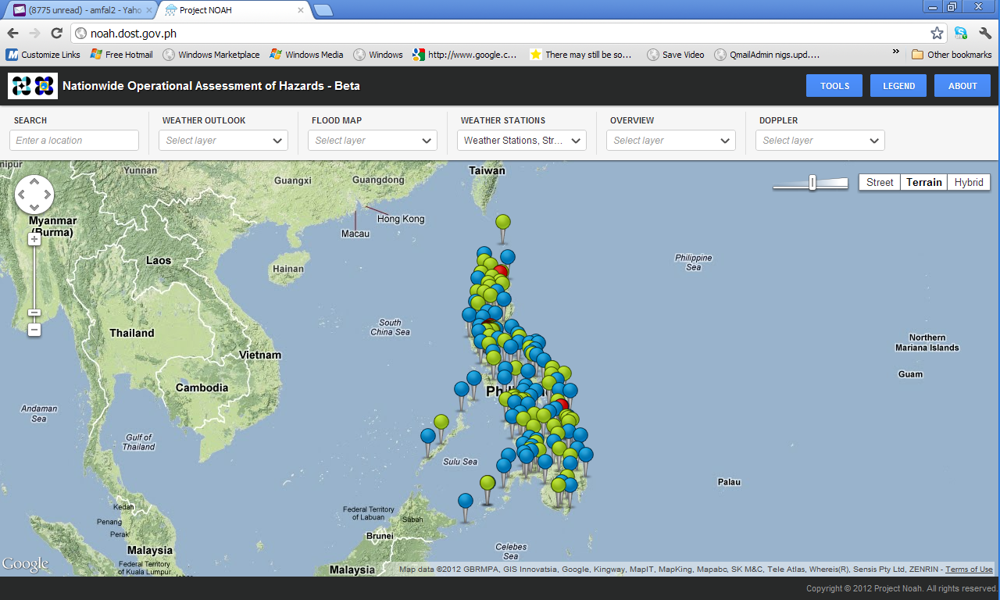 (8775 unread) - amfal2 - Yaho
Project NOAH
noah.dost.gov.ph
Customize Links
Free Hotmail
Windows Marketplace
Windows Media
Windows
http://www.google.c...
There may still be so...
Save Video
QmailAdmin nigs.upd....
»
Other bookmarks
Nationwide Operational Assessment of Hazards - Beta
TOOLS
LEGEND
ABOUT
SEARCH
WEATHER OUTLOOK
FLOOD MAP
WEATHER STATIONS
OVERVIEW
DOPPLER
Enter a location
Select layer
Select layer
Weather Stations, Str...
Select layer
Select layer
nipur
Yunnan
Guangxi
Guangdong
Taiwan
Street
Terrain
Hybrid
Hong Kong
Macau
Myanmar
(Burma)
Laos
Hainan
Philippine
Sea
South
China Sea
Thailand
Vietnam
Northern
Mariana Islands
Guam
Cambodia
Andaman
Sea
Gulf of
Thailand
Sulu Sea
Palau
Kedah
Penang
Perak
Malaysia
Federal Territory
of Kuala Lumpur
Federal Territory
of Labuan
Sabah
Brunei
Malaysia
Celebes
Sea
Google
Map data ©2012 GBRMPA, GIS Innovatsia, Google, Kingway, MapIT, MapKing, Mapabc, SK M&C, Tele Atlas, Whereis(R), Sensis Pty Ltd, ZENRIN - Terms of Use
Copyright © 2012 Project Noah. All rights reserved.